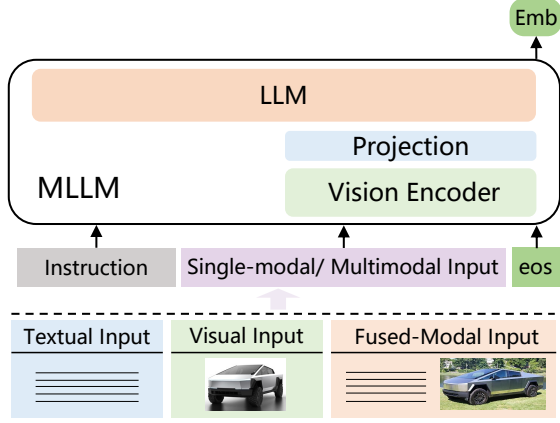 Emb
LLM
Projection
MLLM
Vision Encoder
Instruction
Single-modal/ Multimodal Input
eos
Textual Input
Visual Input
Fused-Modal Input